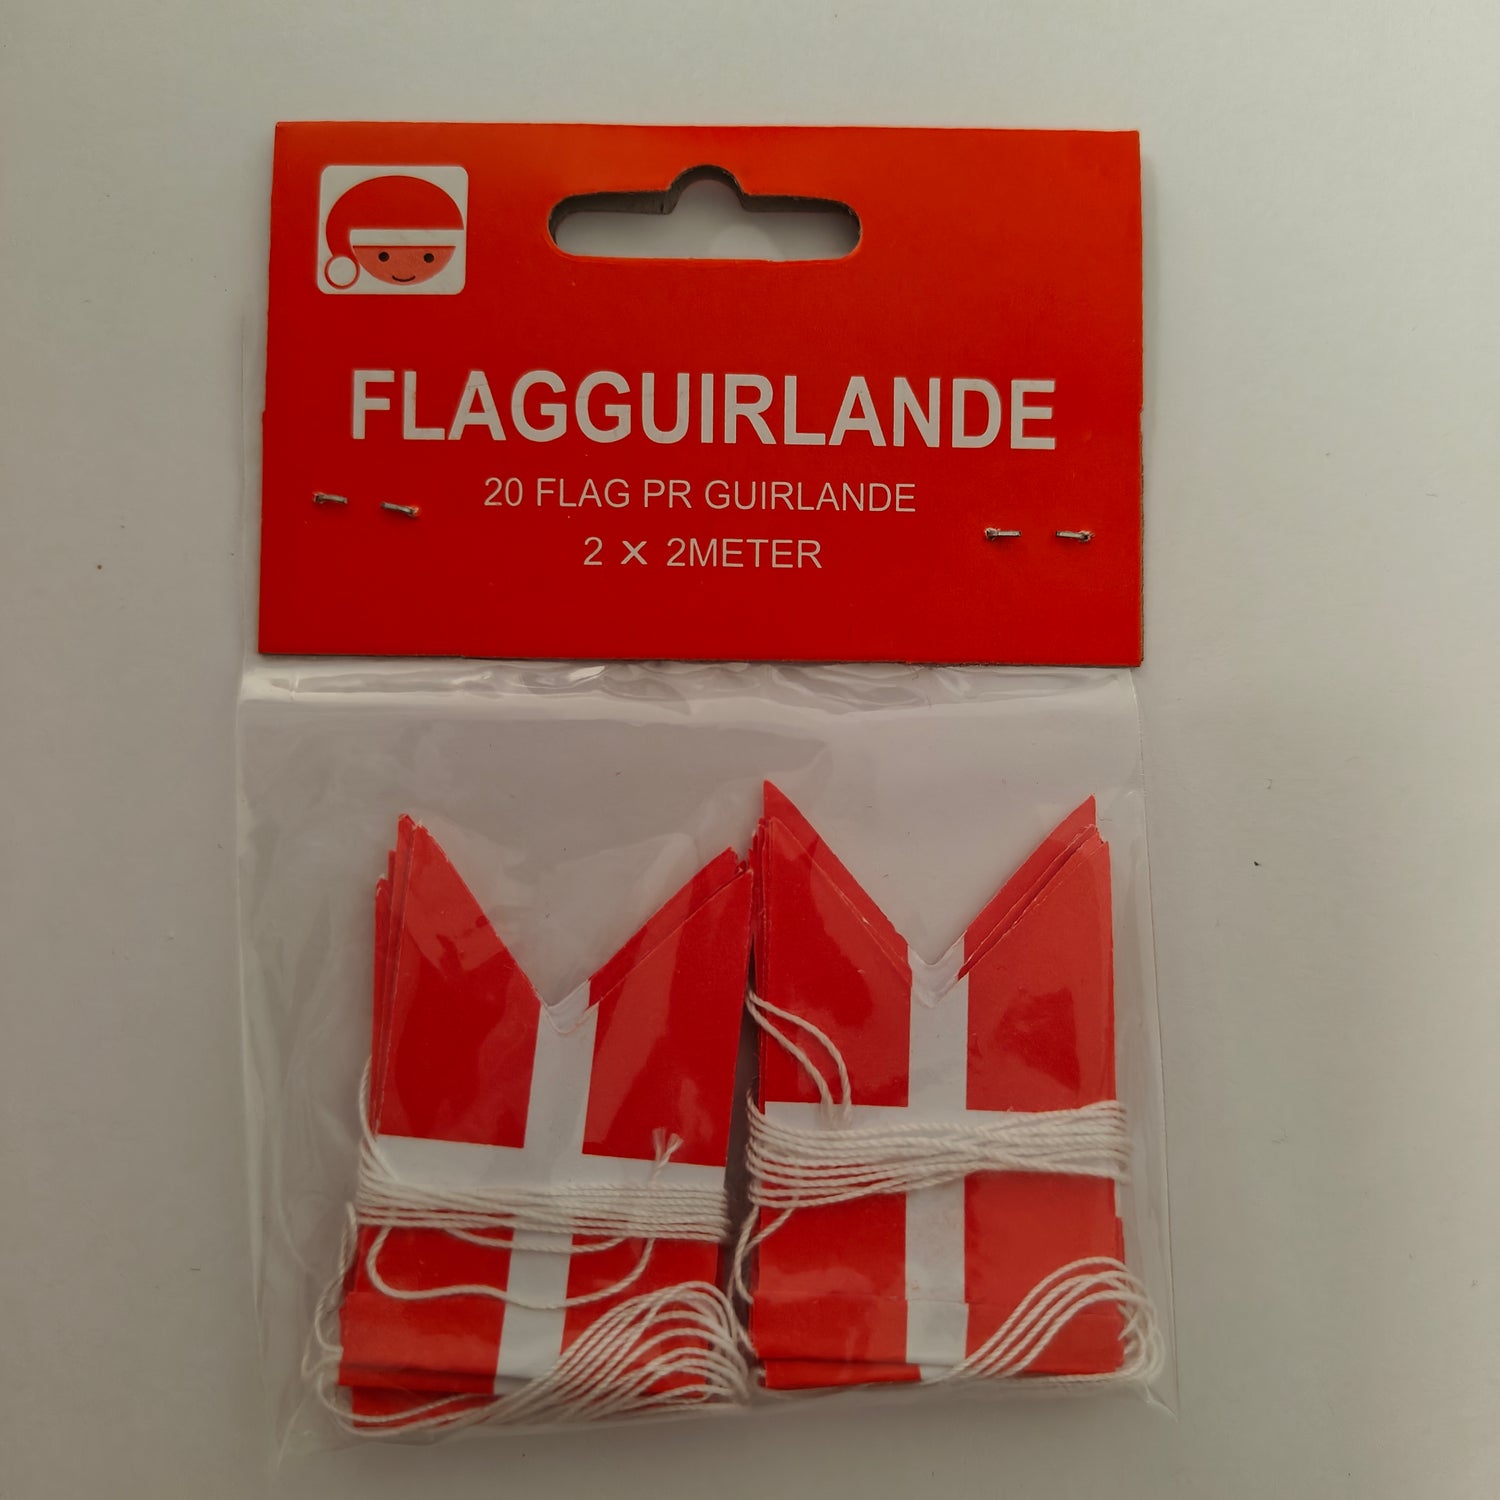 FLAGGUIRLANDE
20 FLAG PR GUIRLANDE
2 x 2METER